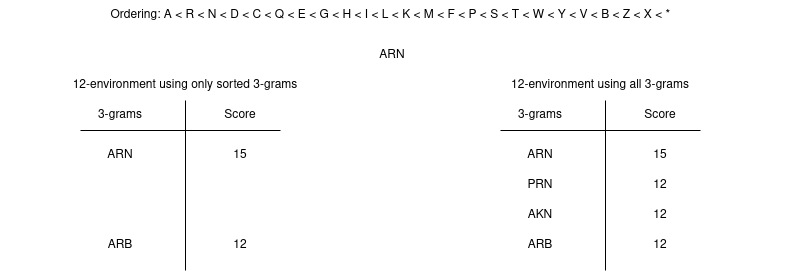 Ordering: A < R < N < D < C < Q < E < G < H < I < L < K < M < F < P < S < T < W < Y < V < B < Z < X < *
ARN
12-environment using only sorted 3-grams
3-grams Score
ARN 15
ARB 12
12-environment using all 3-grams
3-grams Score
ARN 15
PRN 12
AKN 12
ARB 12